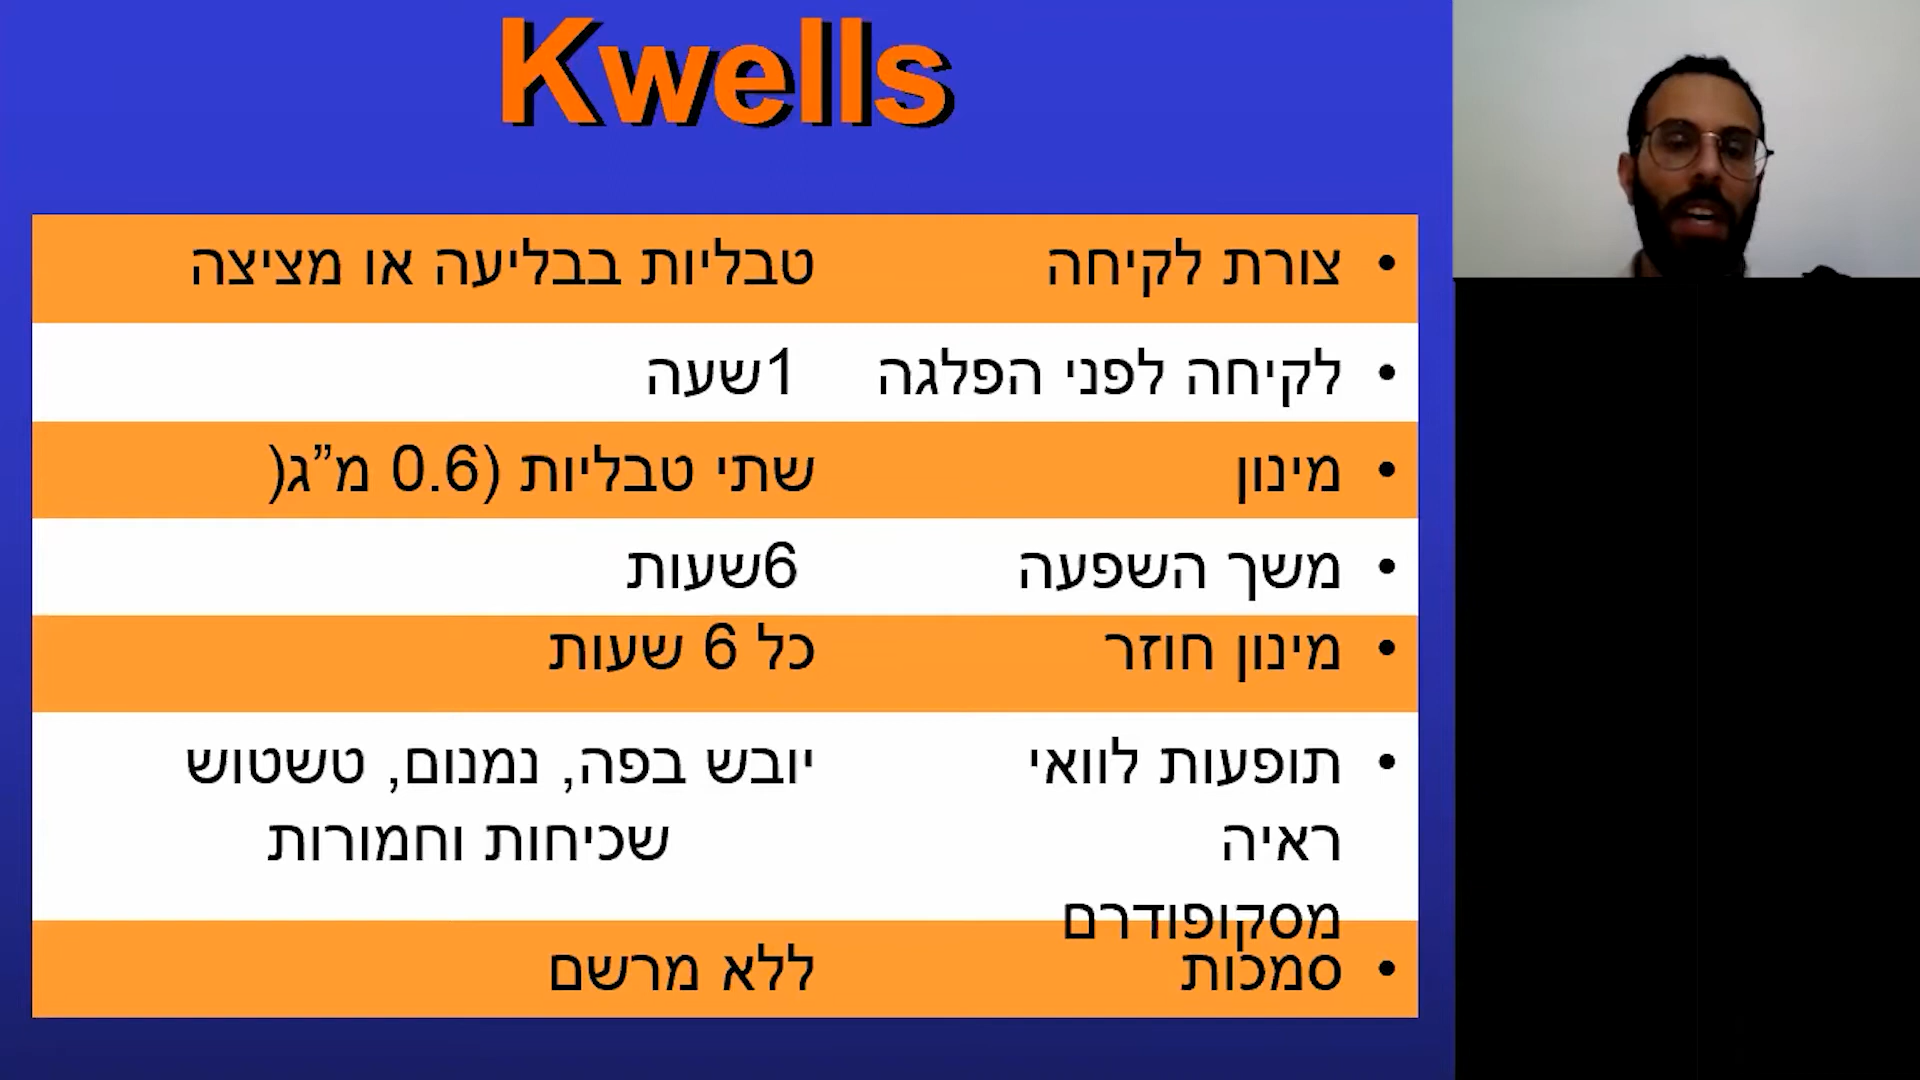 Kwells
• צורת לקיחה טבליות בבליעה או מציצה
• לקיחה לפני הפלגה 1שעה
• מינון שתי טבליות (0.6 מ”ג(
• משך השפעה 6שעות
• מינון חוזר כל 6 שעות
• תופעות לוואי יובש בפה, נמנום, טשטוש
ראיה שכיחות וחמורות
מסקופודרם
• סמכות ללא מרשם